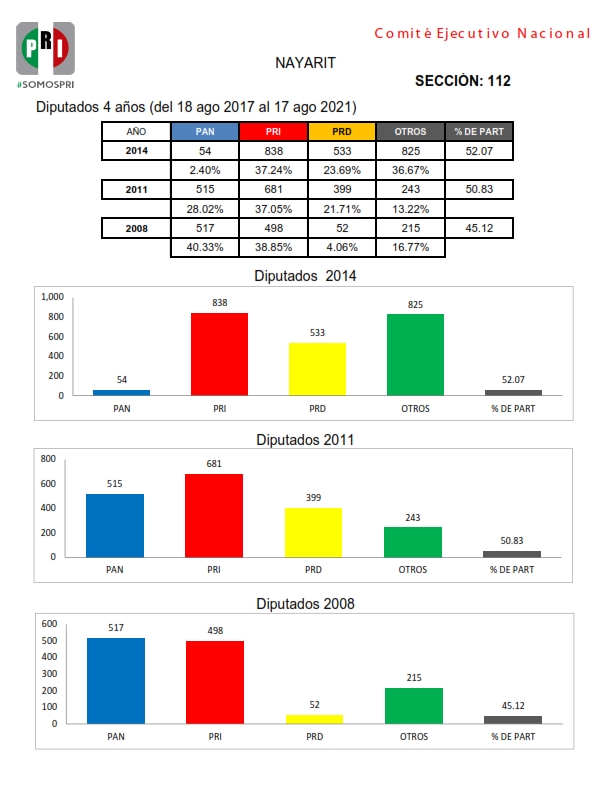 PRI
#SOMOSPRI
Comité Ejecutivo Nacional
NAYARIT
SECCIÓN: 112
Diputados 4 años (del 18 ago 2017 al 17 ago 2021)
AÑO PAN PRI PRD OTROS % DE PART
2014 54 838 533 825 52.07
2.40% 37.24% 23.69% 36.67%
2011 515 681 399 243 50.83
28.02% 37.05% 21.71% 13.22%
2008 517 498 52 215 45.12
40.33% 38.85% 4.06% 16.77%
Diputados 2014
1,000
800
600
400
200
0
54 838 533 825 52.07
PAN PRI PRD OTROS % DE PART
Diputados 2011
800
600
400
200
0
515 681 399 243 50.83
PAN PRI PRD OTROS % DE PART
Diputados 2008
600
500
400
300
200
100
0
517 498 52 215 45.12
PAN PRI PRD OTROS % DE PART